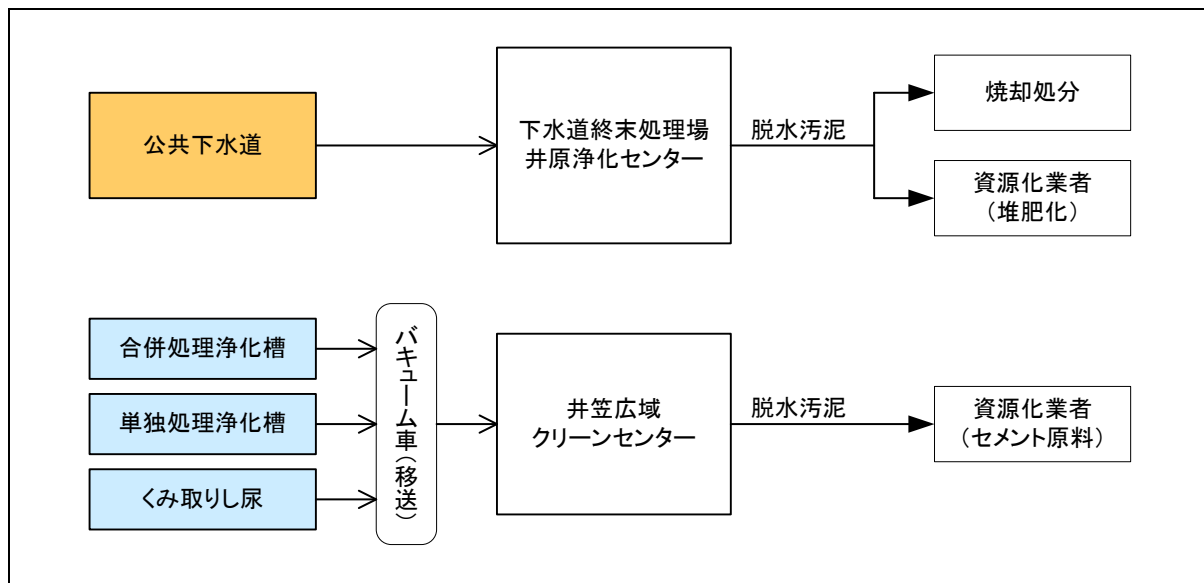 公共下水道
下水道終末処理場
井原浄化センター
脱水汚泥
焼却処分
資源化業者
（堆肥化）
合併処理浄化槽
単独処理浄化槽
くみ取りし尿
バキューム車（移送）
井笠広域
クリーンセンター
脱水汚泥
資源化業者
（セメント原料）